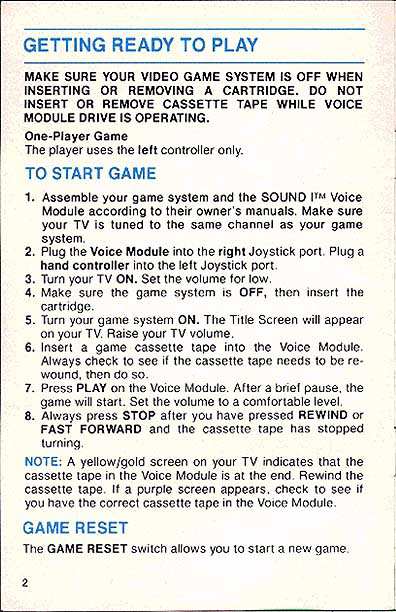 GETTING READY TO PLAY
MAKE SURE YOUR VIDEO GAME SYSTEM IS OFF WHEN
INSERTING OR REMOVING A CARTRIDGE. DO NOT
INSERT OR REMOVE CASSETTE TAPE WHILE VOICE
MODULE DRIVE IS OPERATING.
One-Player Game
The player uses the left controller only.
TO START GAME
1. Assemble your game system and the SOUND I™ Voice
Module according to their owner's manuals. Make sure
your TV is tuned to the same channel as your game
system.
2. Plug the Voice Module into the right Joystick port. Plug a
hand controller into the left Joystick port.
3. Turn your TV ON. Set the volume for low.
4. Make sure the game system is OFF, then insert the
cartridge.
5. Turn your game system ON. The Title Screen will appear
on your TV. Raise your TV volume.
6. Insert a game cassette tape into the Voice Module.
Always check to see if the cassette tape needs to be re-
wound, then do so.
7. Press PLAY on the Voice Module. After a brief pause, the
game will start. Set the volume to a comfortable level.
8. Always press STOP after you have pressed REWIND or
FAST FORWARD and the cassette tape has stopped
turning.
NOTE: A yellow/gold screen on your TV indicates that the
cassette tape in the Voice Module is at the end. Rewind the
cassette tape. If a purple screen appears, check to see if
you have the correct cassette tape in the Voice Module.
GAME RESET
The GAME RESET switch allows you to start a new game.
2